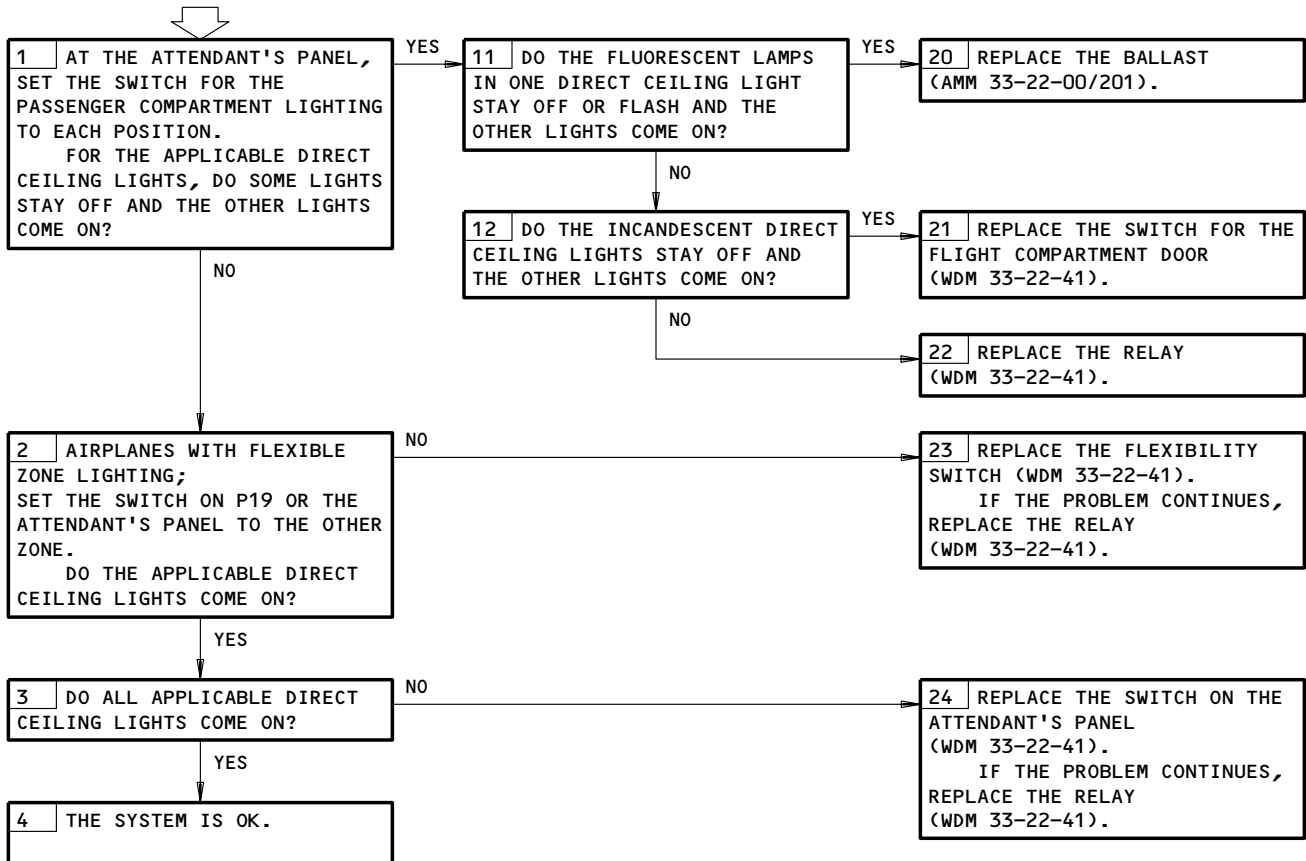 1 AT THE ATTENDANT'S PANEL,
SET THE SWITCH FOR THE
PASSENGER COMPARTMENT LIGHTING
TO EACH POSITION.
FOR THE APPLICABLE DIRECT
CEILING LIGHTS, DO SOME LIGHTS
STAY OFF AND THE OTHER LIGHTS
COME ON?
YES
11 DO THE FLUORESCENT LAMPS
IN ONE DIRECT CEILING LIGHT
STAY OFF OR FLASH AND THE
OTHER LIGHTS COME ON?
YES
20 REPLACE THE BALLAST
(AMM 33-22-00/201).
NO
12 DO THE INCANDESCENT DIRECT
CEILING LIGHTS STAY OFF AND
THE OTHER LIGHTS COME ON?
YES
21 REPLACE THE SWITCH FOR THE
FLIGHT COMPARTMENT DOOR
(WDM 33-22-41).
NO
22 REPLACE THE RELAY
(WDM 33-22-41).
NO
2 AIRPLANES WITH FLEXIBLE
ZONE LIGHTING;
SET THE SWITCH ON P19 OR THE
ATTENDANT'S PANEL TO THE OTHER
ZONE.
DO THE APPLICABLE DIRECT
CEILING LIGHTS COME ON?
NO
23 REPLACE THE FLEXIBILITY
SWITCH (WDM 33-22-41).
IF THE PROBLEM CONTINUES,
REPLACE THE RELAY
(WDM 33-22-41).
YES
3 DO ALL APPLICABLE DIRECT
CEILING LIGHTS COME ON?
NO
24 REPLACE THE SWITCH ON THE
ATTENDANT'S PANEL
(WDM 33-22-41).
IF THE PROBLEM CONTINUES,
REPLACE THE RELAY
(WDM 33-22-41).
YES
4 THE SYSTEM IS OK.